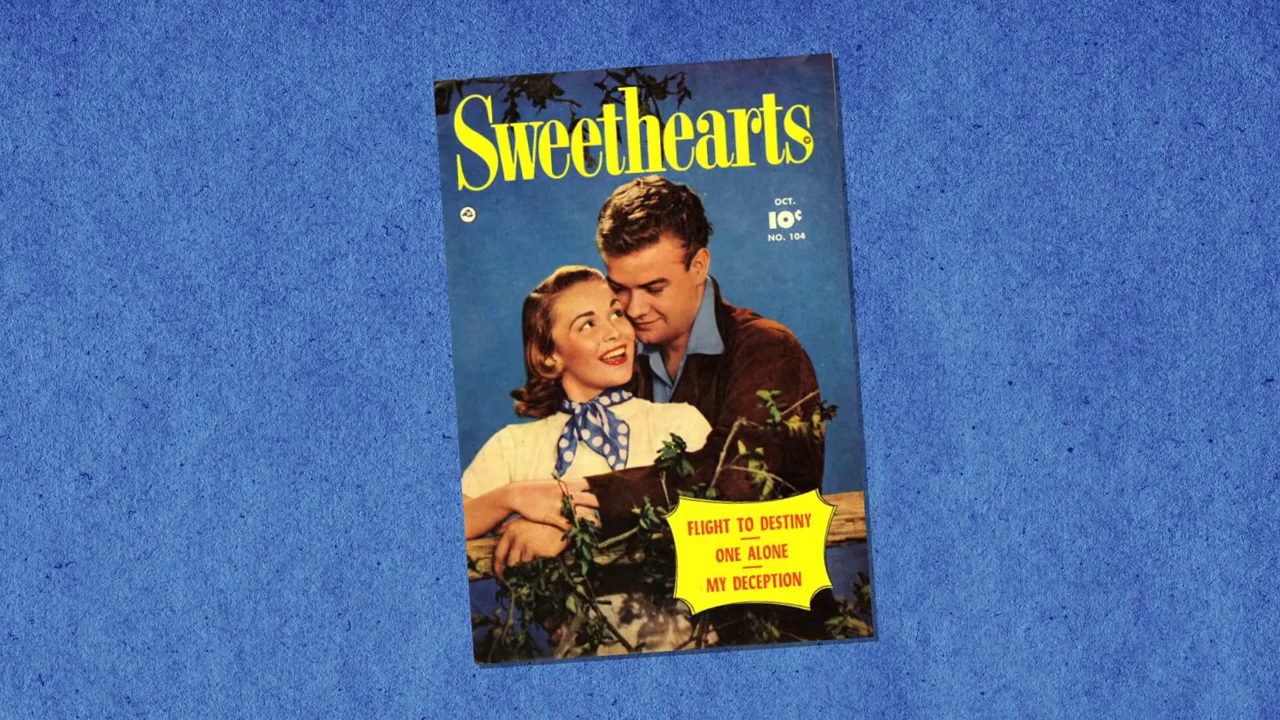 Sweethearts
OCT.
10¢
NO. 104
FLIGHT TO DESTINY
ONE ALONE
MY DECEPTION